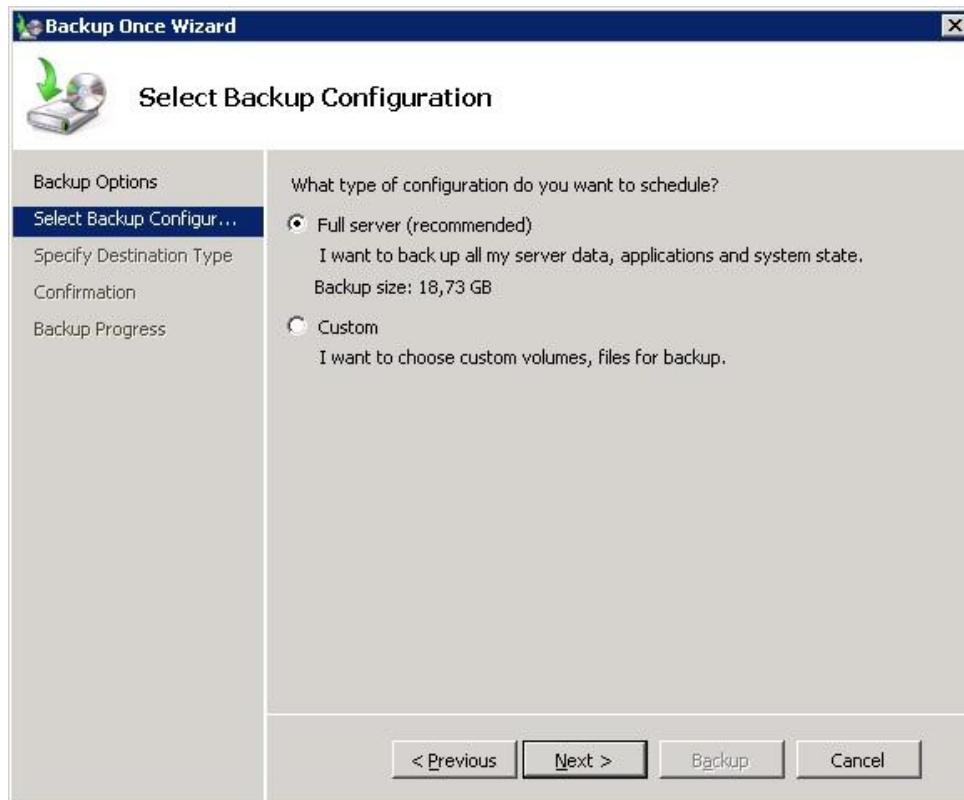 Backup Once Wizard
Select Backup Configuration
Backup Options
Select Backup Configur...
Specify Destination Type
Confirmation
Backup Progress
What type of configuration do you want to schedule?
Full server (recommended)
I want to back up all my server data, applications and system state.
Backup size: 18,73 GB
Custom
I want to choose custom volumes, files for backup.
< Previous
Next >
Backup
Cancel